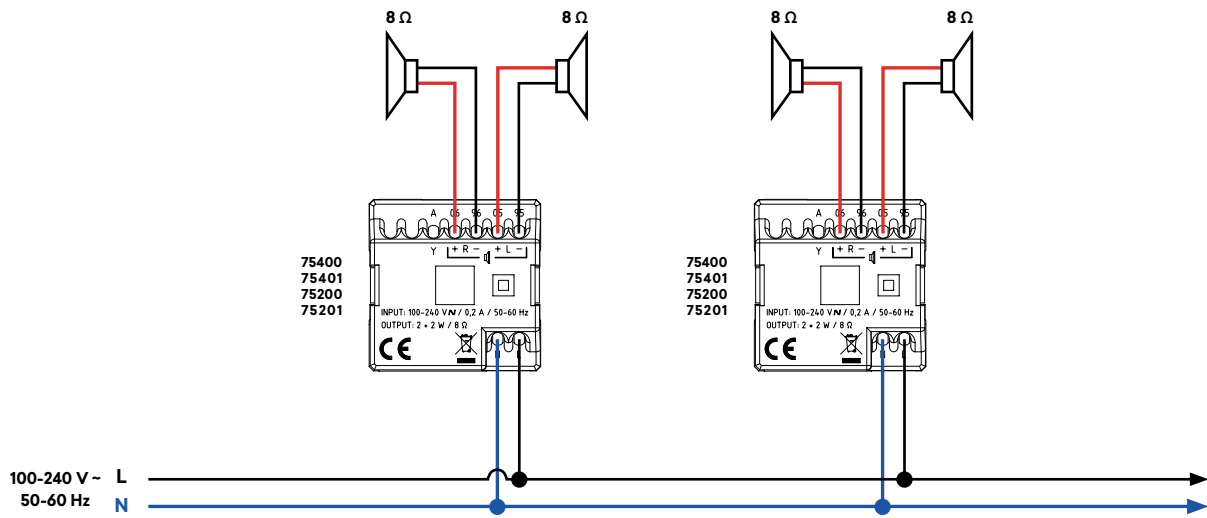 8 Ω
8 Ω
8 Ω
8 Ω
A 06 96 05 95
Y + R − + L −
75400
75401
75200
75201
INPUT: 100-240 V~ / 0,2 A / 50-60 Hz
OUTPUT: 2 + 2 W / 8 Ω
CE
A 06 96 05 95
Y + R − + L −
75400
75401
75200
75201
INPUT: 100-240 V~ / 0,2 A / 50-60 Hz
OUTPUT: 2 + 2 W / 8 Ω
CE
100-240 V ~ L
50-60 Hz N